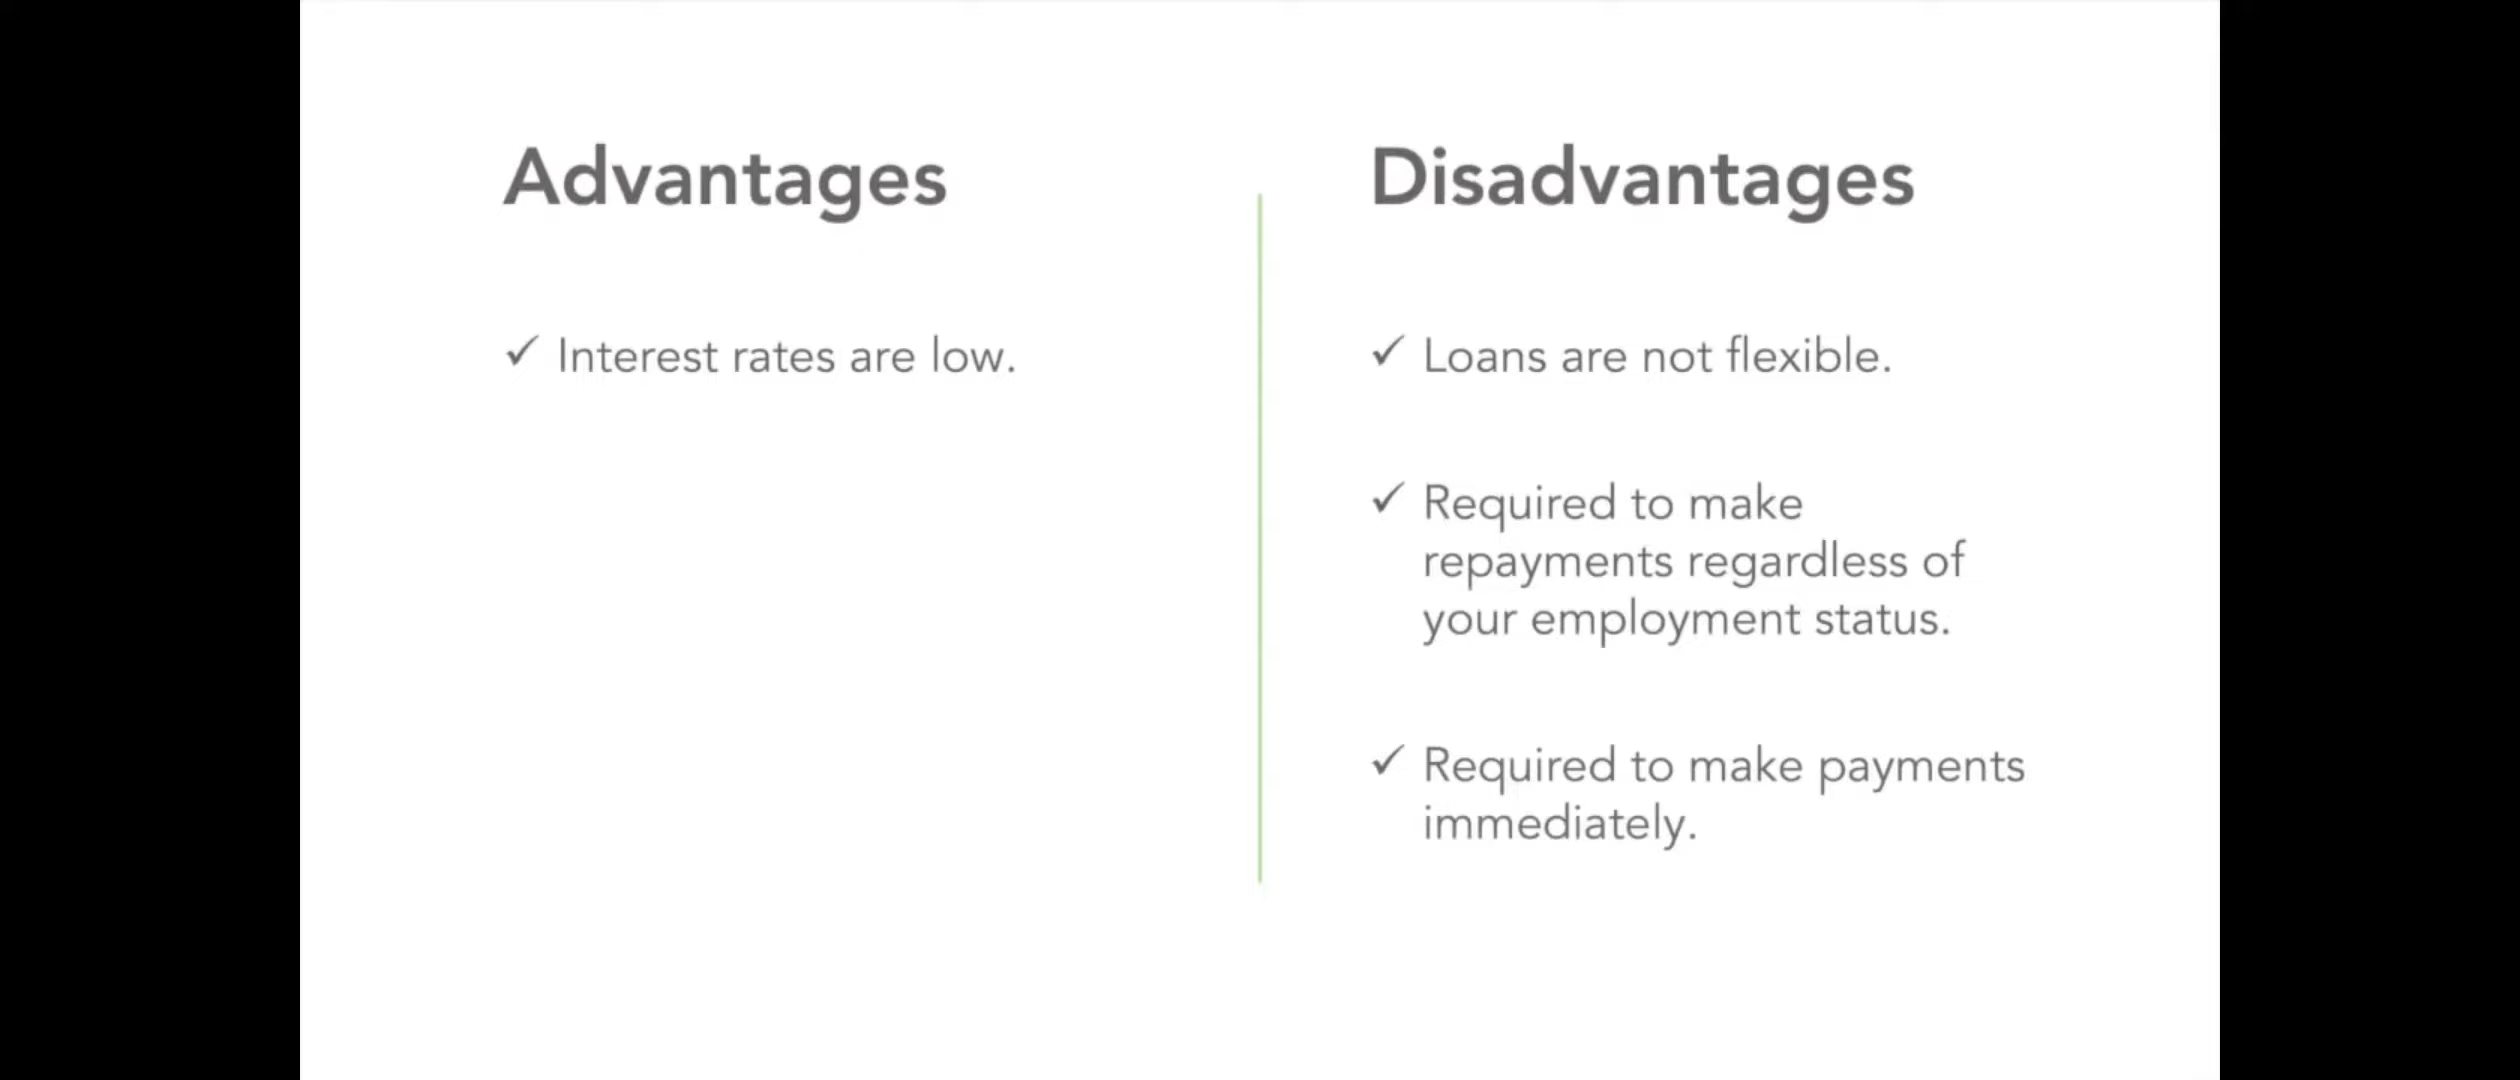 Advantages
✓ Interest rates are low.
Disadvantages
✓ Loans are not flexible.
✓ Required to make
repayments regardless of
your employment status.
✓ Required to make payments
immediately.